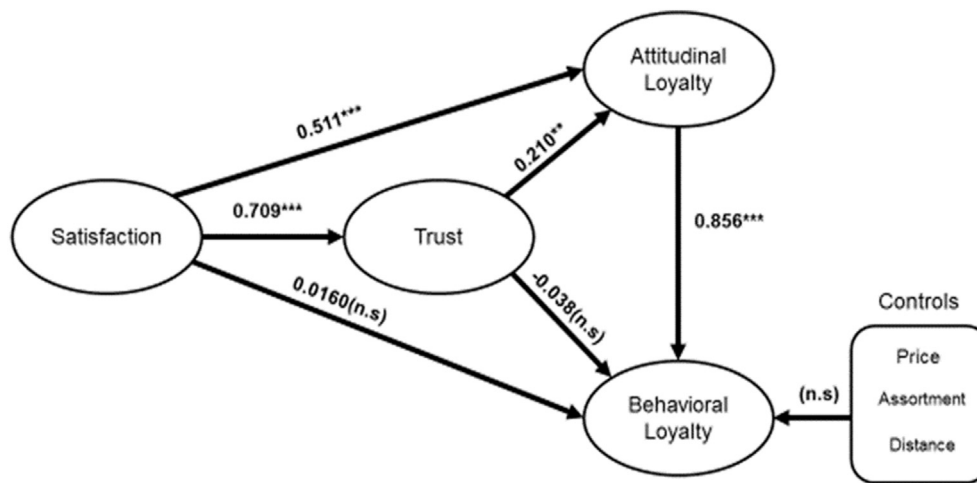 Attitudinal
Loyalty
0.511***
0.210**
0.709***
0.856***
Satisfaction
Trust
0.0160(n.s)
-0.038(n.s)
Controls
Price
(n.s)
Assortment
Behavioral
Loyalty
Distance